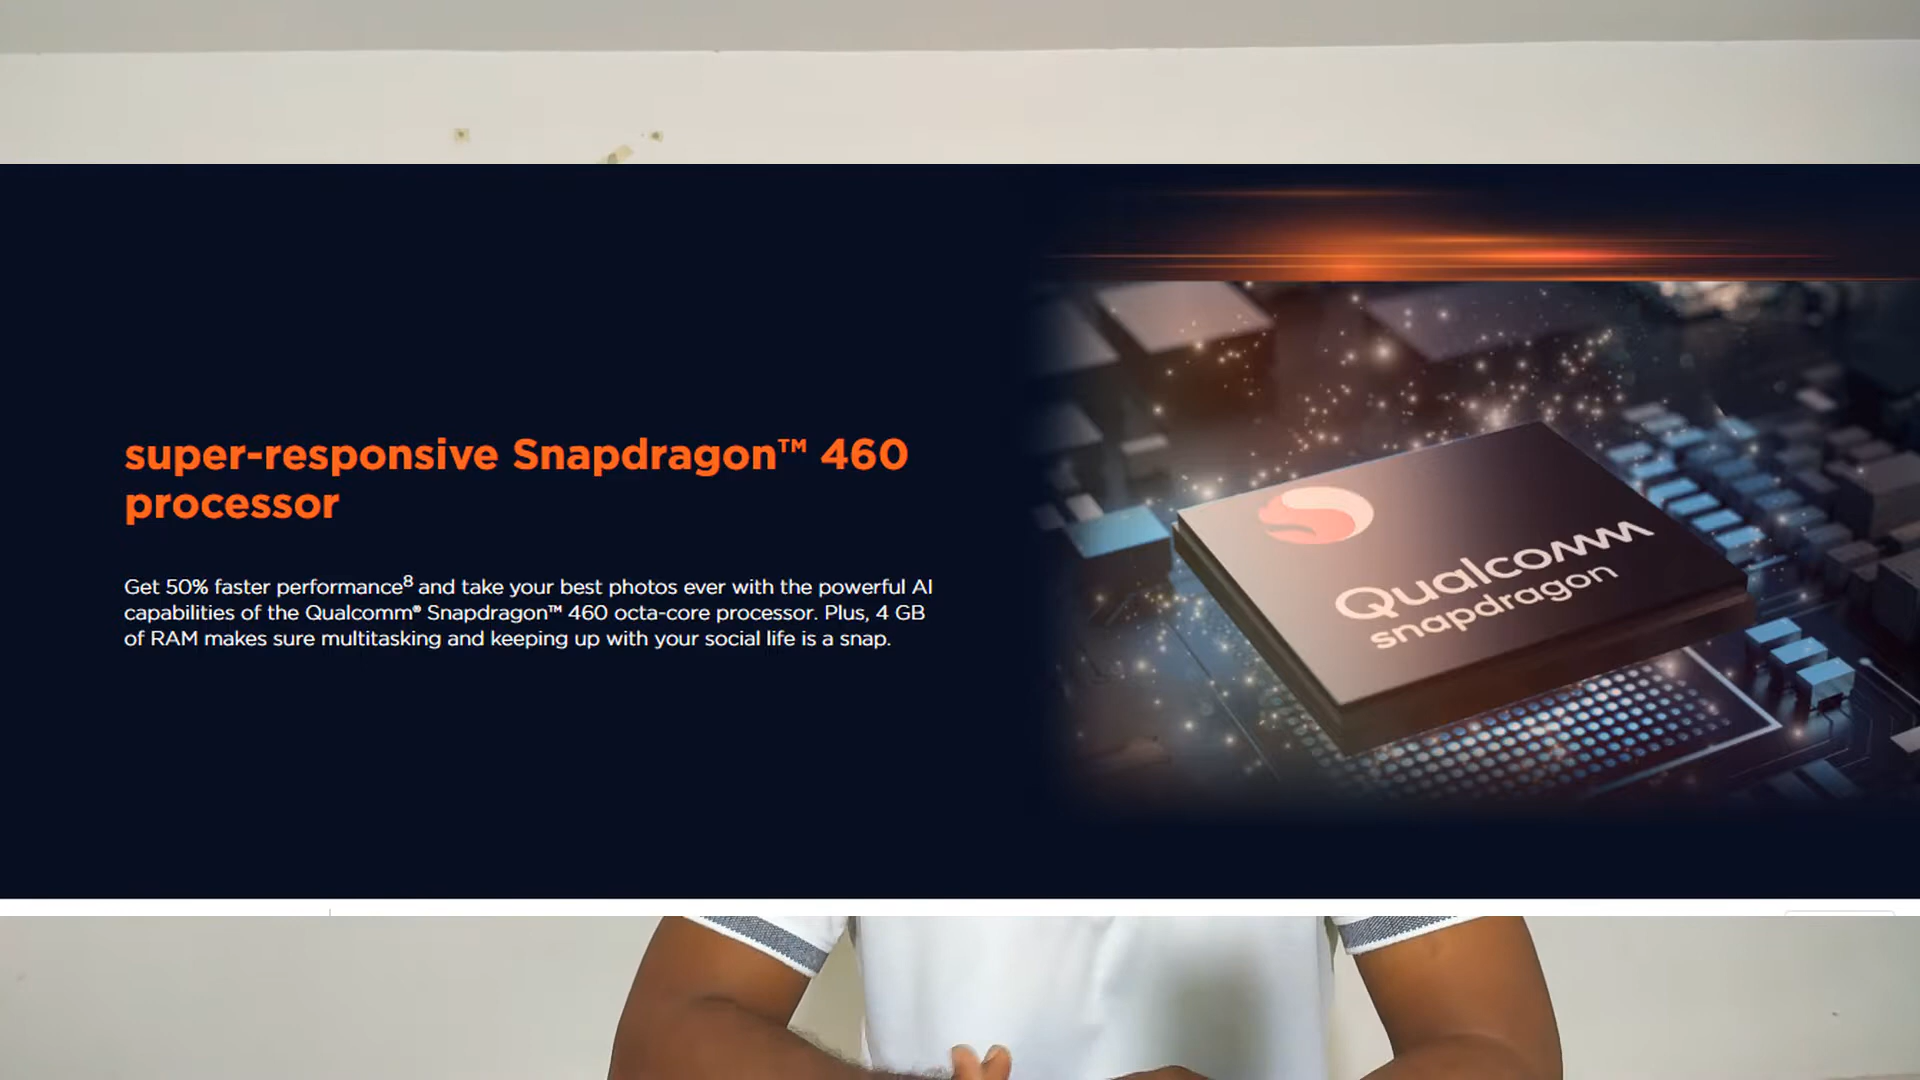 super-responsive Snapdragon™ 460
processor
Get 50% faster performance⁸ and take your best photos ever with the powerful AI
capabilities of the Qualcomm® Snapdragon™ 460 octa-core processor. Plus, 4 GB
of RAM makes sure multitasking and keeping up with your social life is a snap.
Qualcomm
snapdragon